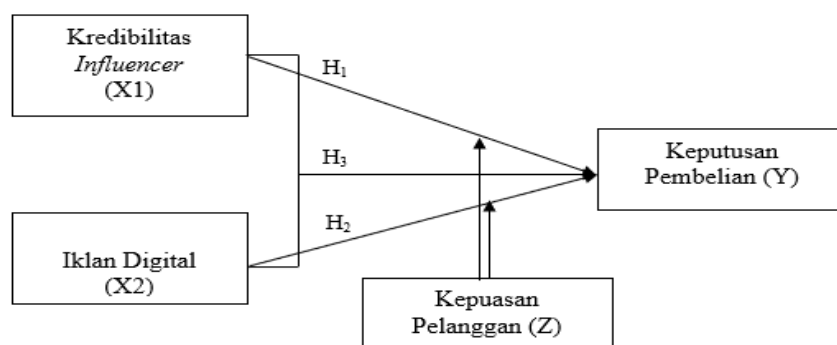 Kredibilitas
Influencer
(X1)
H1
H3
Keputusan
Pembelian (Y)
H2
Iklan Digital
(X2)
Kepuasan
Pelanggan (Z)